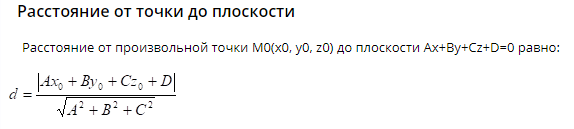 Расстояние от точки до плоскости
Расстояние от произвольной точки M0(x0, y0, z0) до плоскости Ax+By+Cz+D=0 равно:
d = |Ax₀ + By₀ + Cz₀ + D| / √(A² + B² + C²)